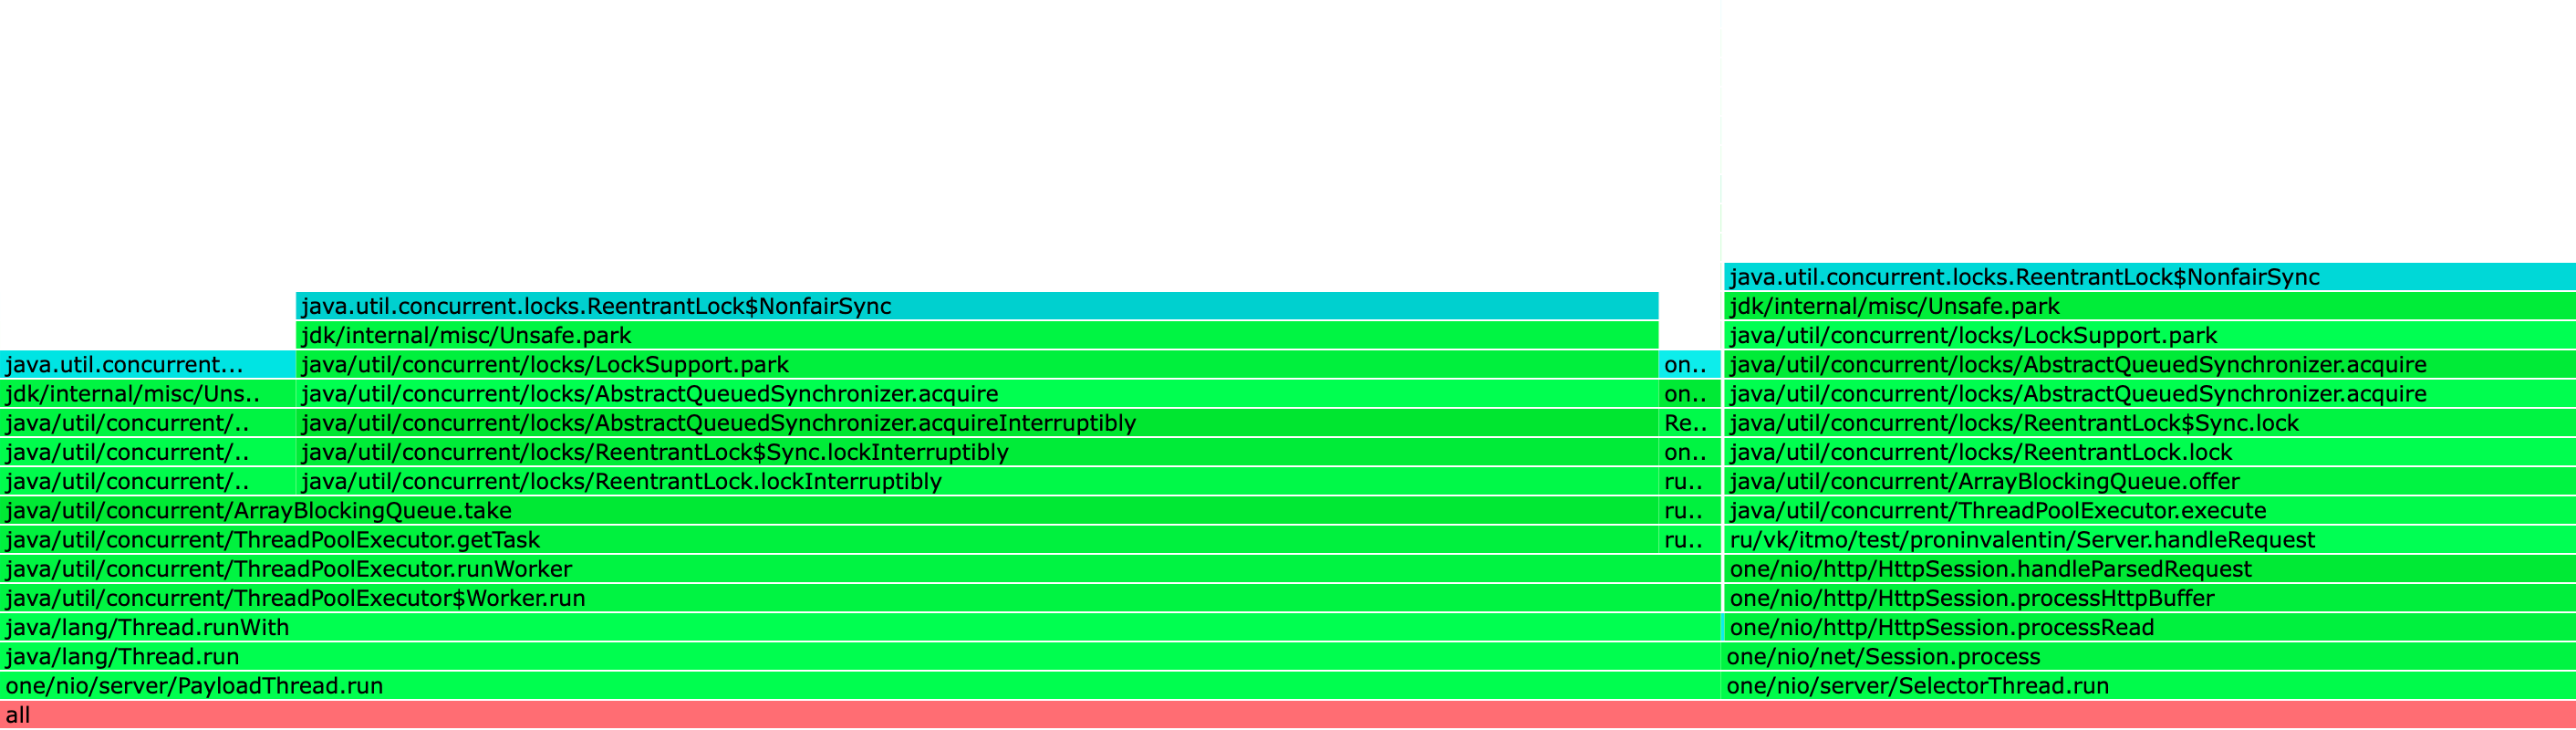 java.util.concurrent.locks.ReentrantLock$NonfairSync
java.util.concurrent.locks.ReentrantLock$NonfairSync jdk/internal/misc/Unsafe.park
jdk/internal/misc/Unsafe.park java/util/concurrent/locks/LockSupport.park
java.util.concurrent... java/util/concurrent/locks/LockSupport.park on.. java/util/concurrent/locks/AbstractQueuedSynchronizer.acquire
jdk/internal/misc/Uns.. java/util/concurrent/locks/AbstractQueuedSynchronizer.acquire on.. java/util/concurrent/locks/AbstractQueuedSynchronizer.acquire
java/util/concurrent/.. java/util/concurrent/locks/AbstractQueuedSynchronizer.acquireInterruptibly Re.. java/util/concurrent/locks/ReentrantLock$Sync.lock
java/util/concurrent/.. java/util/concurrent/locks/ReentrantLock$Sync.lockInterruptibly on.. java/util/concurrent/locks/ReentrantLock.lock
java/util/concurrent/.. java/util/concurrent/locks/ReentrantLock.lockInterruptibly ru.. java/util/concurrent/ArrayBlockingQueue.offer
java/util/concurrent/ArrayBlockingQueue.take ru.. java/util/concurrent/ThreadPoolExecutor.execute
java/util/concurrent/ThreadPoolExecutor.getTask ru.. ru/vk/itmo/test/proninvalentin/Server.handleRequest
java/util/concurrent/ThreadPoolExecutor.runWorker one/nio/http/HttpSession.handleParsedRequest
java/util/concurrent/ThreadPoolExecutor$Worker.run one/nio/http/HttpSession.processHttpBuffer
java/lang/Thread.runWith one/nio/http/HttpSession.processRead
java/lang/Thread.run one/nio/net/Session.process
one/nio/server/PayloadThread.run one/nio/server/SelectorThread.run
all